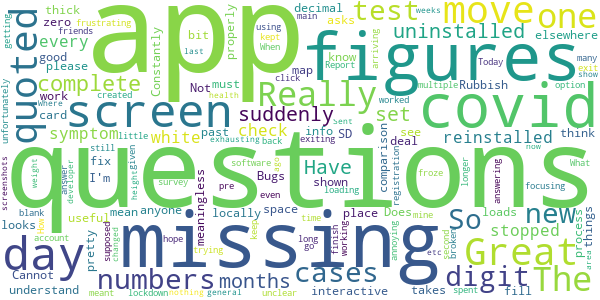 app
questions
missing
figures
covid
screen
quoted
move
one
test
uninstalled
elsewhere
thick
zero
frustrating
decimal
getting
friends
using
bit
asks
main
weeks
last
When
Report
arriving
many
exit
Constantly
properly
know
Today
show
every
good
click
multiple
Rubbish
complete
please
Not
map
must
option
Really
work
created
kept
worked
set
suddenly
reinstalled
unfortunately
Where
health
symptom
still
little
past
back
info
SD
see
think
card
white
check
exhausting
exiting
comparison
deal
answer
developer
fix
I'm
Have
So
new
day
numbers
cases
months
digit
Great
The
stopped
things
loads
process
area
meaningless
shown
Bugs
anyone
pre
even
software
ago
longer
froze
registration
answering
What
now
screenshots
weight
height
given
survey
blank
looks
account
useful
mean
locally
space
place
Does
mine
pretty
changed
supposed
hope
time
keep
long
go
finish
working
annoying
etc
second
broken
focusing
Cannot
understand
meant
lockdown
nothing
general
unclear
trying
Sent
interactive
takes
spent
fill
loading